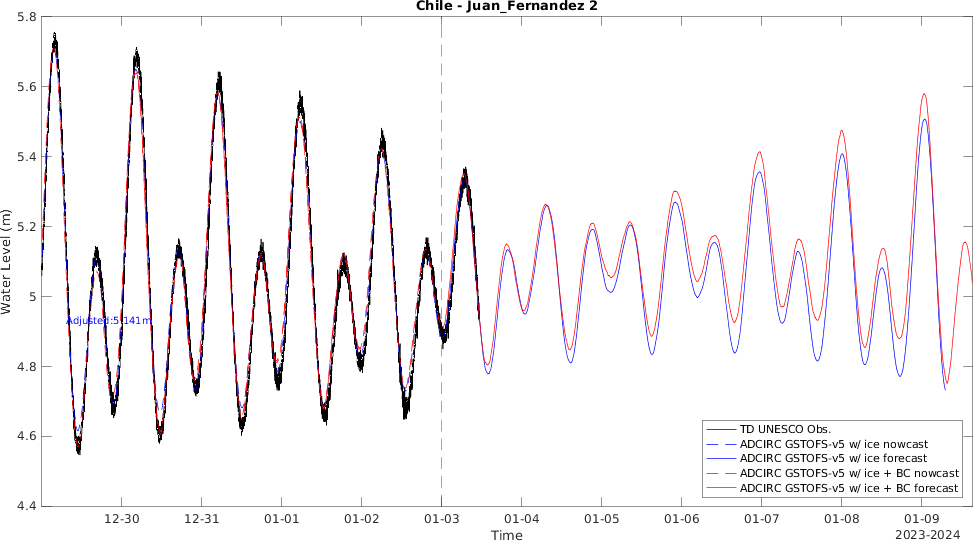 Chile - Juan_Fernandez 2
5.8
5.6
5.4
5.2
5
4.8
4.6
4.4
Water Level (m)
Adjusted:5.141m
TD UNESCO Obs.
ADCIRC GSTOFS-v5 w/ ice nowcast
ADCIRC GSTOFS-v5 w/ ice forecast
ADCIRC GSTOFS-v5 w/ ice + BC nowcast
ADCIRC GSTOFS-v5 w/ ice + BC forecast
12-30 12-31 01-01 01-02 01-03 01-04 01-05 01-06 01-07 01-08 01-09
Time
2023-2024